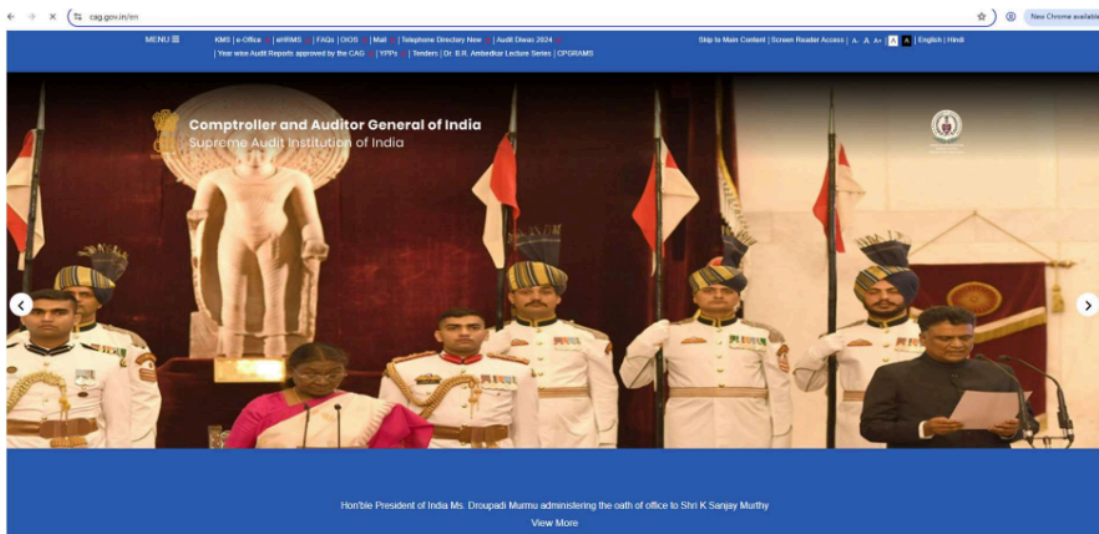 cag.gov.in/en
New Chrome available
MENU
KMS | e-Office | eHRMS | FAQs | OIOS | Mail | Telephone Directory New | Audit Diwas 2024
| Year wise Audit Reports approved by the CAG | YPPs | Tenders | Dr. B.R. Ambedkar Lecture Series | CPGRAMS
Skip to Main Content | Screen Reader Access | A- A A+ | A A | English | Hindi
Comptroller and Auditor General of India
Supreme Audit Institution of India
Hon'ble President of India Ms. Droupadi Murmu administering the oath of office to Shri K Sanjay Murthy
View More